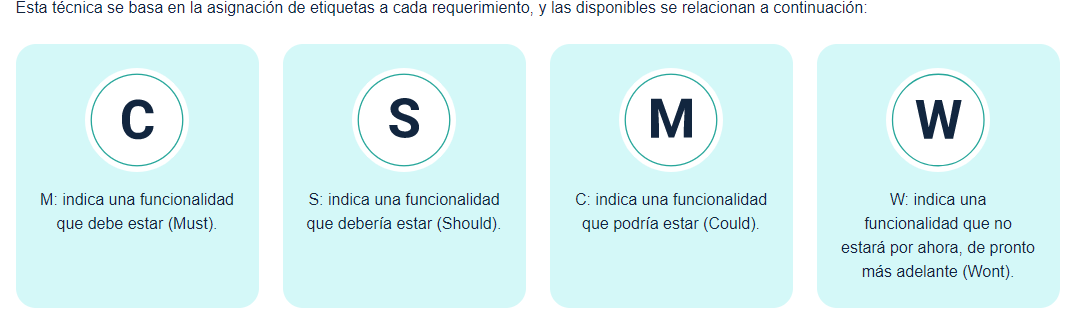 Esta técnica se basa en la asignación de etiquetas a cada requerimiento, y las disponibles se relacionan a continuación:
C
M: indica una funcionalidad
que debe estar (Must).
S
S: indica una funcionalidad
que debería estar (Should).
M
C: indica una funcionalidad
que podría estar (Could).
W
W: indica una
funcionalidad que no
estará por ahora, de pronto
más adelante (Wont).